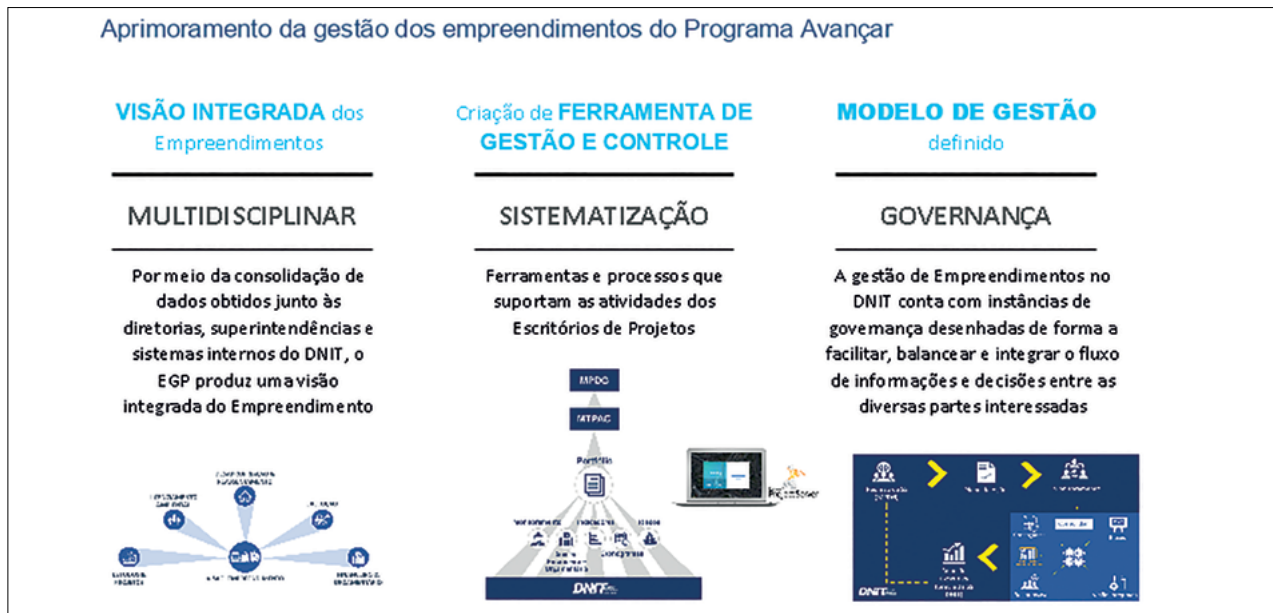 Aprimoramento da gestão dos empreendimentos do Programa Avançar
VISÃO INTEGRADA dos
Empreendimentos
MULTIDISCIPLINAR
Por meio da consolidação de
dados obtidos junto às
diretorias, superintendências e
sistemas internos do DNIT, o
EGP produz uma visão
integrada do Empreendimento
Criação de FERRAMENTA DE
GESTÃO E CONTROLE
SISTEMATIZAÇÃO
Ferramentas e processos que
suportam as atividades dos
Escritórios de Projetos
MPDG
MTPAC
Portfólio
DNIT
MODELO DE GESTÃO
definido
GOVERNANÇA
A gestão de Empreendimentos no
DNIT conta com instâncias de
governança desenhadas de forma a
facilitar, balancear e integrar o fluxo
de informações e decisões entre as
diversas partes interessadas
DNIT